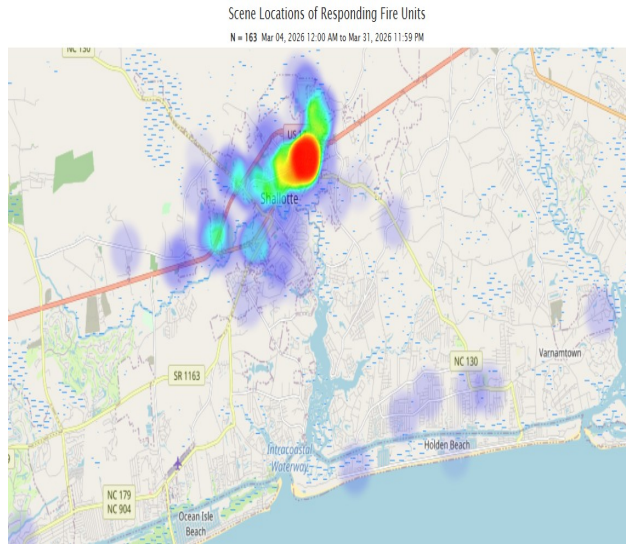 Scene Locations of Responding Fire Units
N = 163 Mar 04, 2026 12:00 AM to Mar 31, 2026 11:59 PM
NC 130
US
Shallotte
Varnamtown
NC 130
SR 1163
Holden Beach
Intracoastal
Waterway
NC 179
NC 904
Ocean Isle
Beach